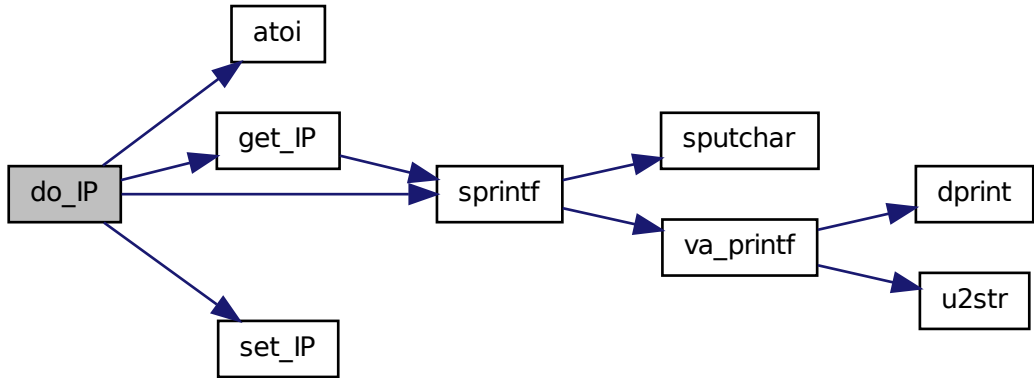 atoi
get_IP
sputchar
do_IP
sprintf
dprint
va_printf
u2str
set_IP